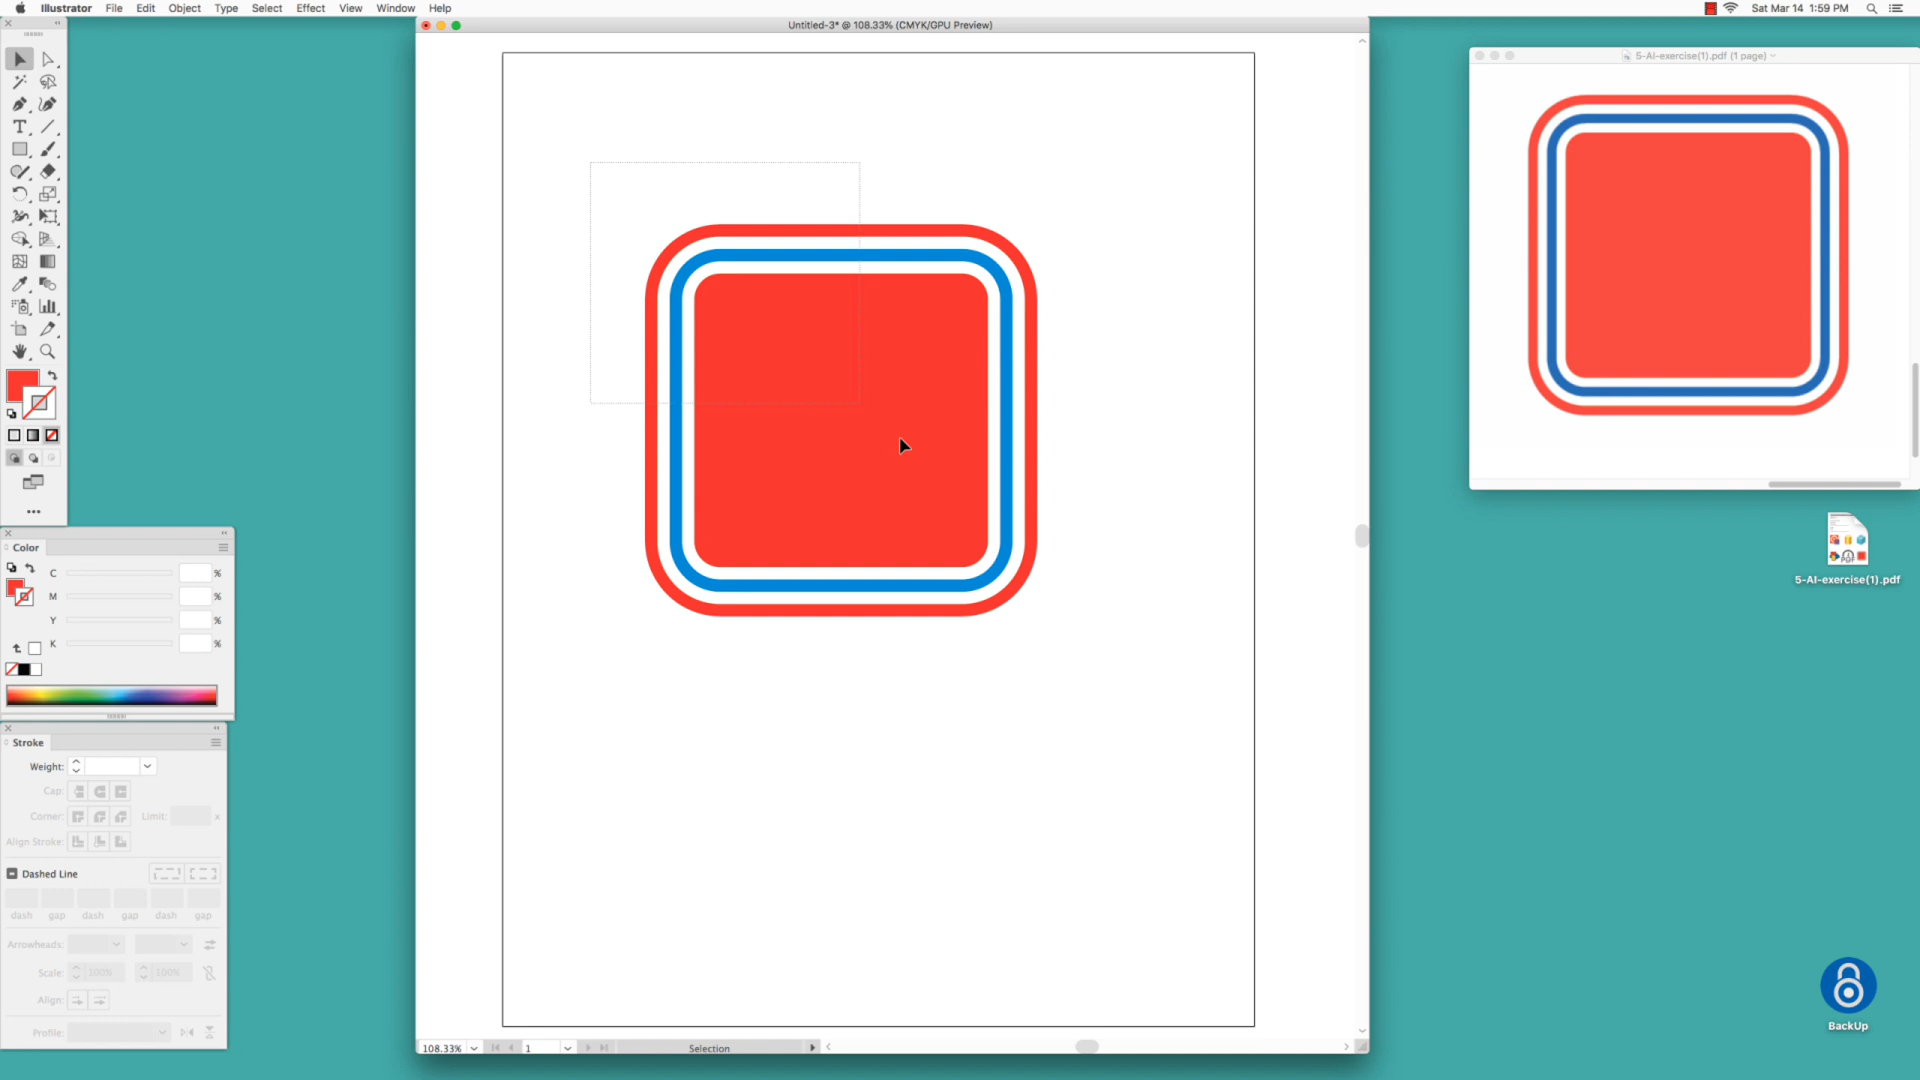 Illustrator File Edit Object Type Select Effect View Window Help
Sat Mar 14 1:59 PM
Untitled-3* @ 108.33% (CMYK/GPU Preview)
5-AI-exercise(1).pdf (1 page)
Color
C %
M %
Y %
K %
Stroke
Weight:
Cap:
Corner: Limit: x
Align Stroke:
Dashed Line
dash gap dash gap dash gap
Arrowheads:
Scale: 100% 100%
Align:
Profile:
108.33% 1 Selection
PDF
5-AI-exercise(1).pdf
BackUp